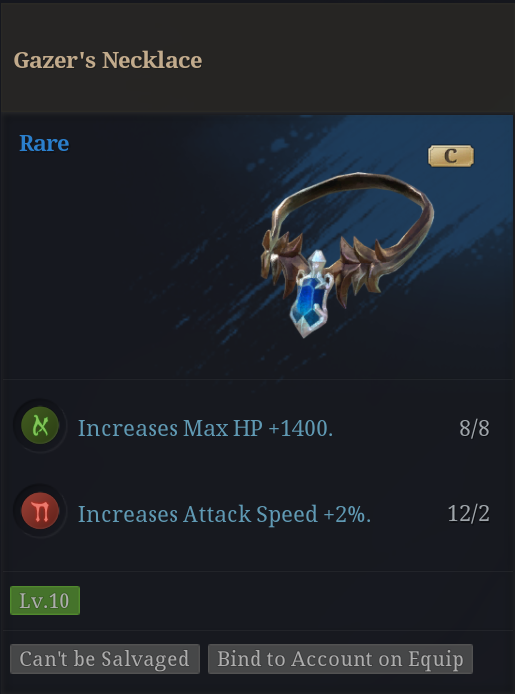 Gazer's Necklace
Rare
C
Increases Max HP +1400. 8/8
Increases Attack Speed +2%. 12/2
Lv.10
Can't be Salvaged Bind to Account on Equip